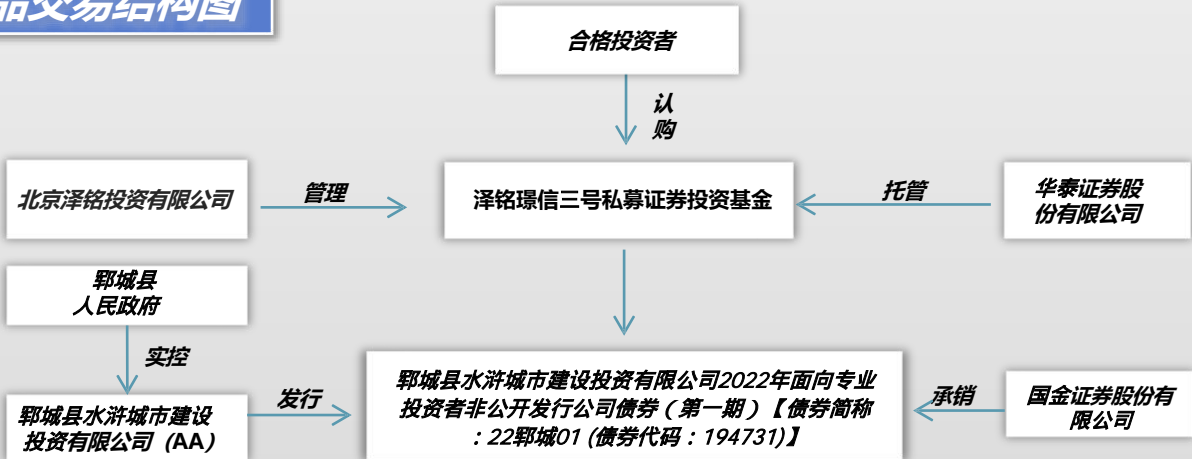 品交易结构图
合格投资者
认
购
北京泽铭投资有限公司
管理
泽铭璟信三号私募证券投资基金
托管
华泰证券股
份有限公司
郓城县
人民政府
实控
郓城县水浒城市建设
投资有限公司（AA）
发行
郓城县水浒城市建设投资有限公司2022年面向专业
投资者非公开发行公司债券（第一期）【债券简称
：22郓城01 (债券代码：194731)】
承销
国金证券股份有
限公司